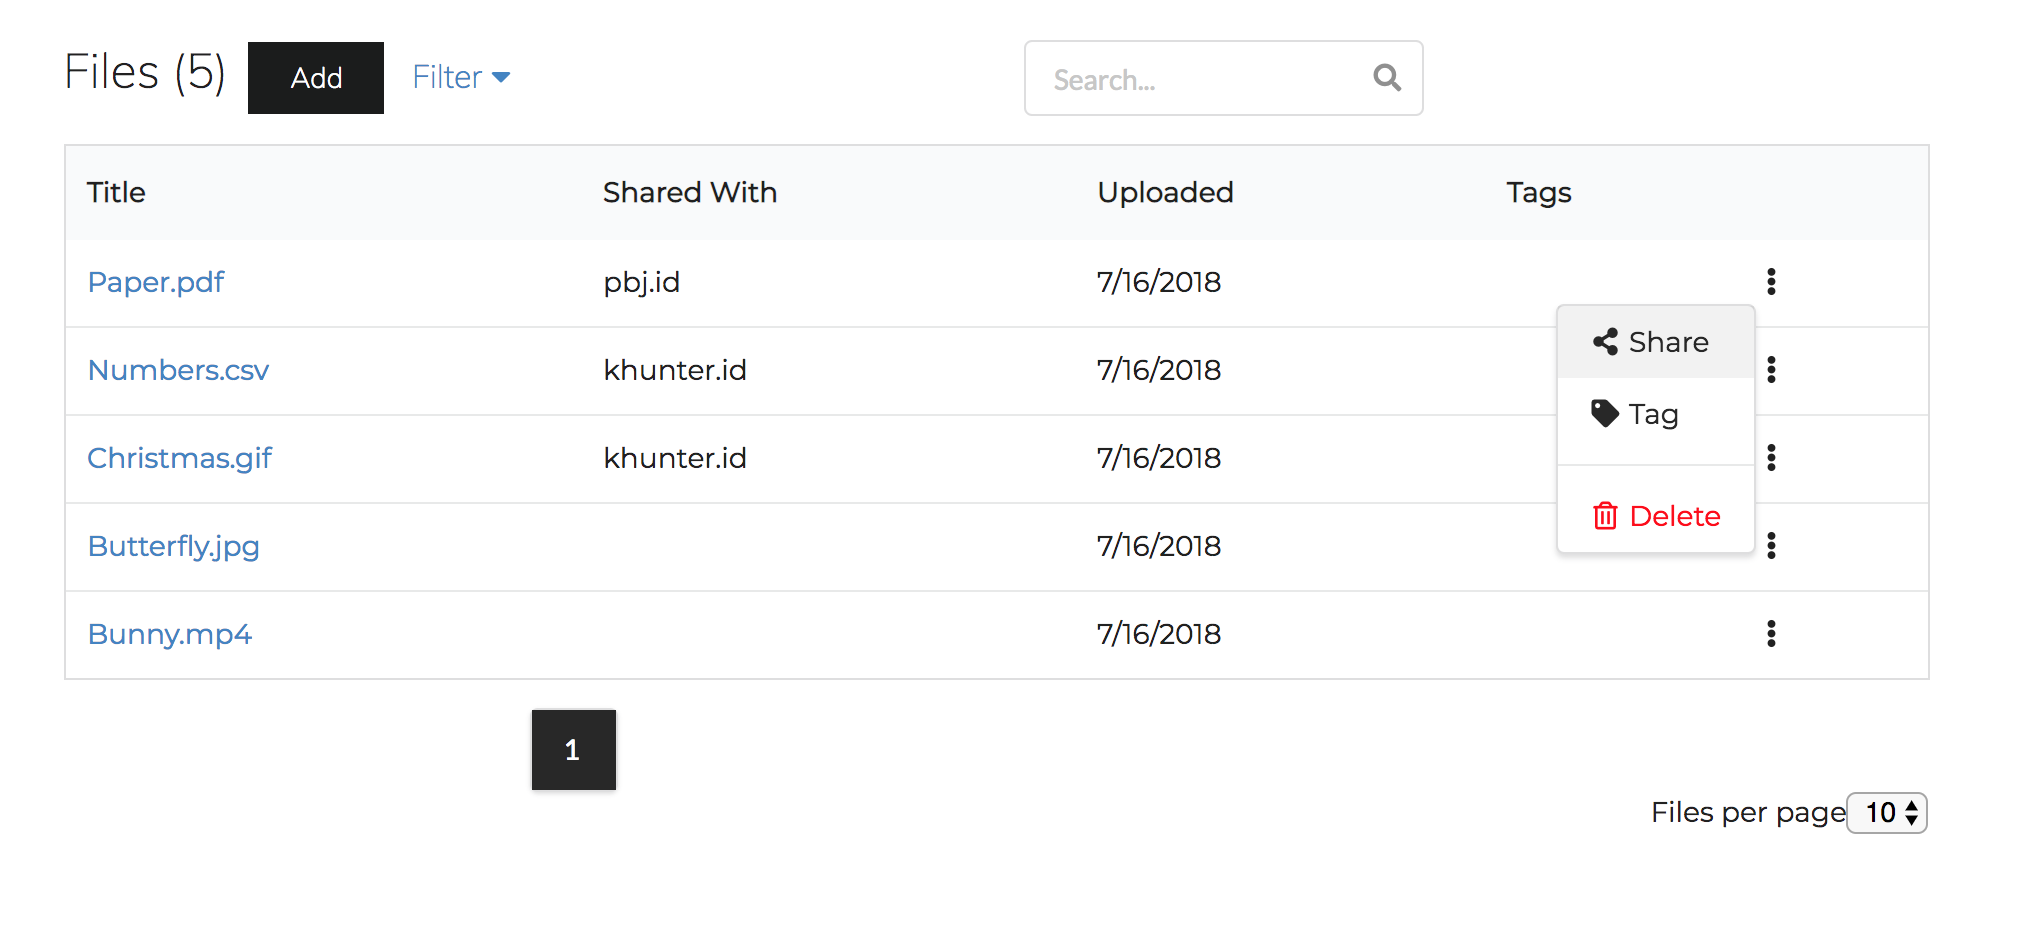 Files (5) Add Filter Search...
Title Shared With Uploaded Tags
Paper.pdf pbj.id 7/16/2018
Share
Numbers.csv khunter.id 7/16/2018
Tag
Christmas.gif khunter.id 7/16/2018
Delete
Butterfly.jpg 7/16/2018
Bunny.mp4 7/16/2018
1
Files per page 10